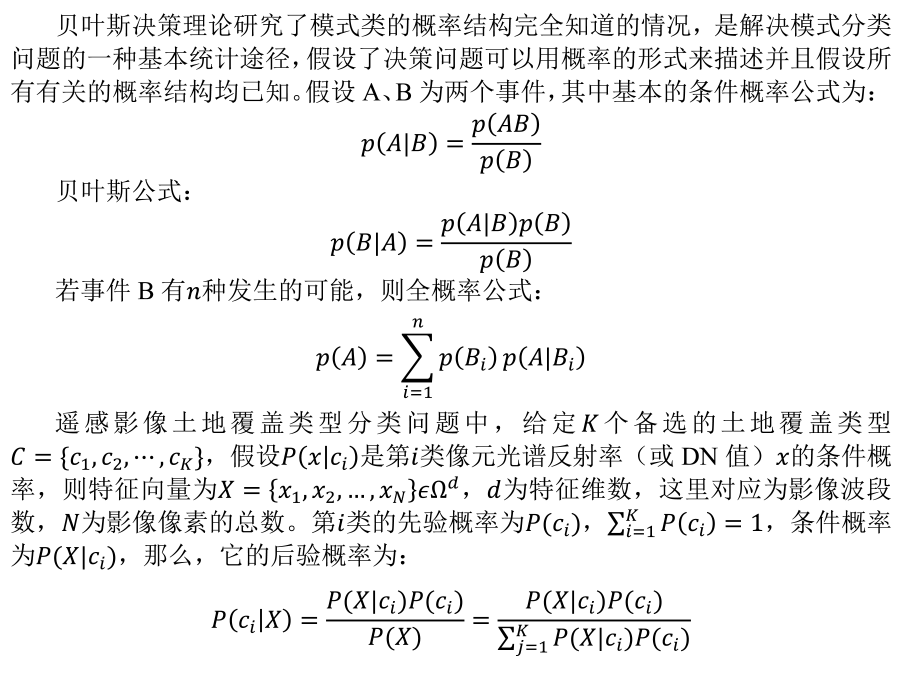 贝叶斯决策理论研究了模式类的概率结构完全知道的情况，是解决模式分类
问题的一种基本统计途径，假设了决策问题可以用概率的形式来描述并且假设所
有有关的概率结构均已知。假设 A、B 为两个事件，其中基本的条件概率公式为：
p(A|B) = p(AB) / p(B)
贝叶斯公式：
p(B|A) = p(A|B)p(B) / p(B)
若事件 B 有n种发生的可能，则全概率公式：
p(A) = ∑_{i=1}^{n} p(B_i) p(A|B_i)
遥感影像土地覆盖类型分类问题中，给定K个备选的土地覆盖类型
C = {c_1, c_2, ⋯, c_K}，假设P(x|c_i)是第i类像元光谱反射率（或 DN 值）x的条件概
率，则特征向量为X = {x_1, x_2, …, x_N}ϵΩ^d，d为特征维数，这里对应为影像波段
数，N为影像像素的总数。第i类的先验概率为P(c_i)，∑_{i=1}^{K} P(c_i) = 1，条件概率
为P(X|c_i)，那么，它的后验概率为：
P(c_i|X) = P(X|c_i)P(c_i) / P(X) = P(X|c_i)P(c_i) / ∑_{j=1}^{K} P(X|c_i)P(c_i)